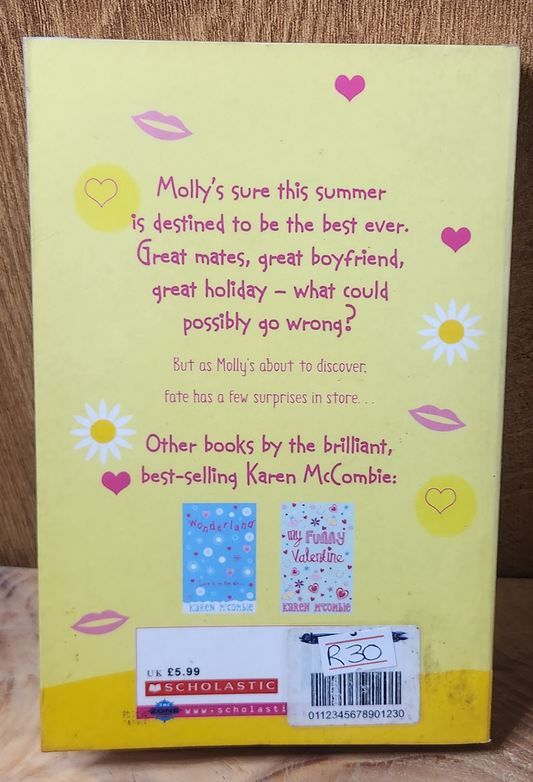 Molly's sure this summer
is destined to be the best ever.
Great mates, great boyfriend,
great holiday – what could
possibly go wrong?
But as Molly's about to discover,
fate has a few surprises in store...
Other books by the brilliant,
best-selling Karen McCombie:
wonderland
KAREN McCOMBIE
my Funny
Valentine
KAREN McCOMBIE
UK £5.99
R30
SCHOLASTIC
ZONE
www.scholasti
0112345678901230